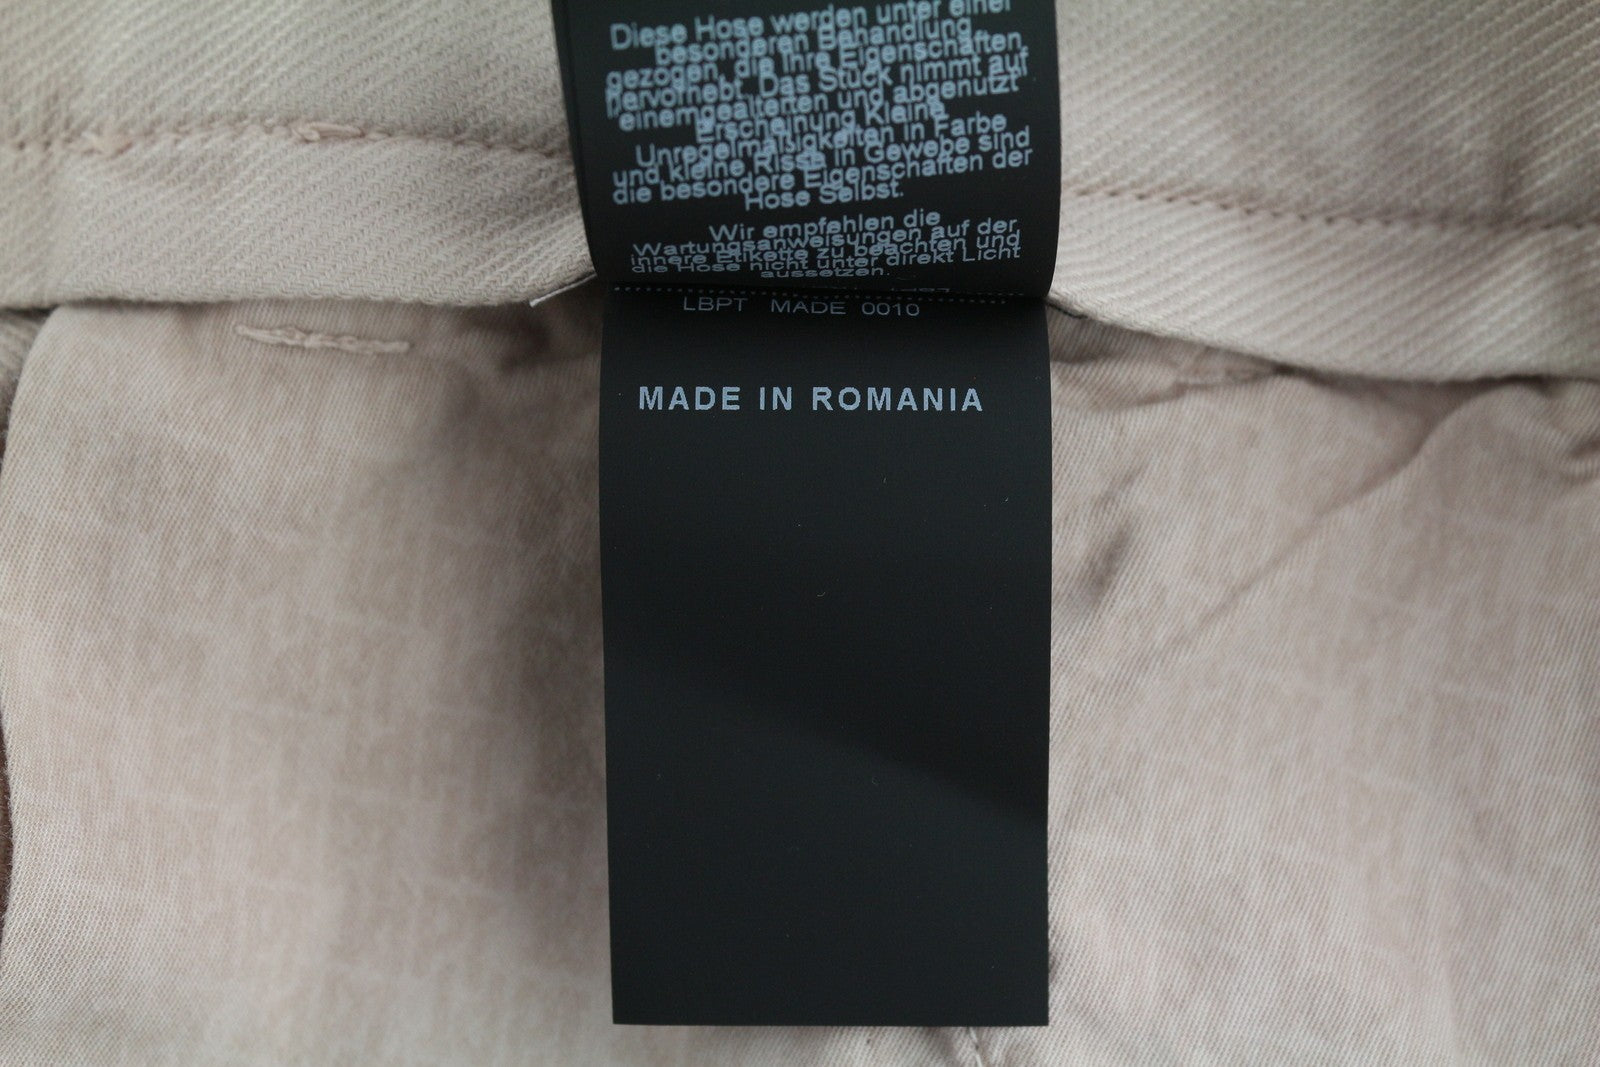 Diese Hose werden unter einer
besonderen Behandlung
gezogen, die ihre Eigenschaften
hervorhebt. Das Stück nimmt auf
einemgealterten und abgenutzt
Erscheinung Kleine
Unregelmäßigkeiten in Farbe
und kleine Risse in Gewebe sind
die besondere Eigenschaften der
Hose Selbst.
Wir empfehlen die
Wartungsanweisungen auf der
innere Etikette zu beachten und
die Hose nicht unter direkt Licht
aussetzen.
LBPT MADE 0010
MADE IN ROMANIA